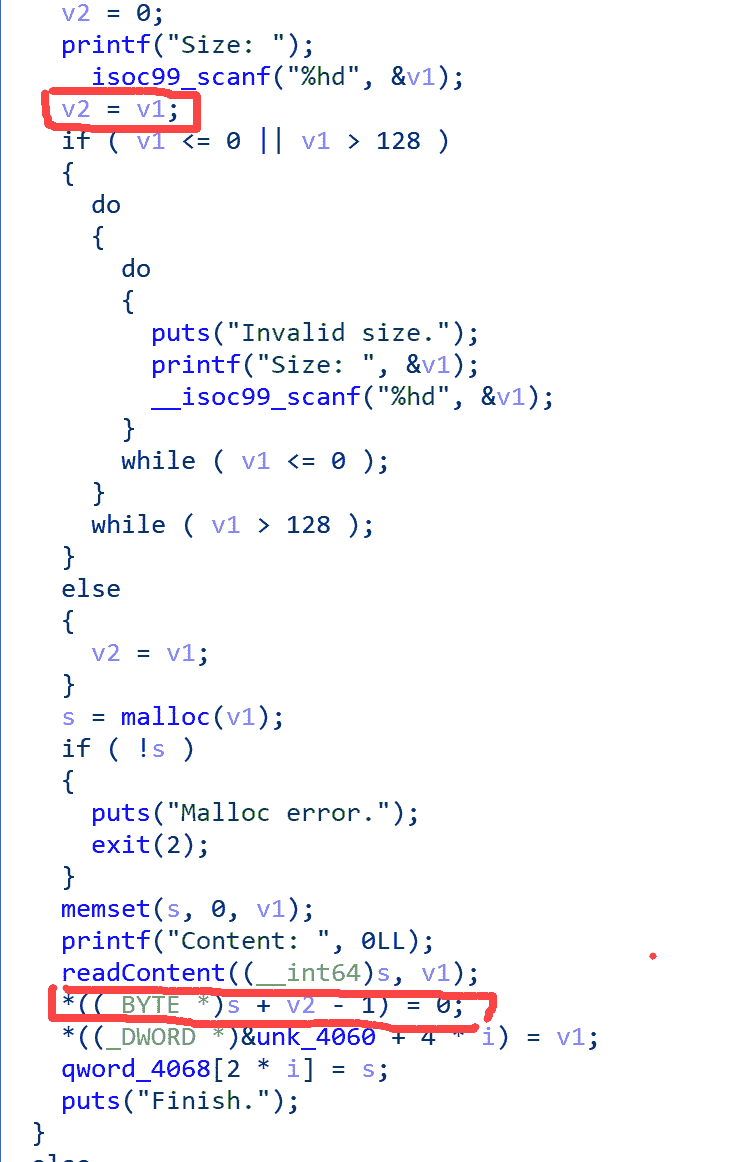 v2 = 0;
printf("Size: ");
isoc99_scanf("%hd", &v1);
v2 = v1;
if ( v1 <= 0 || v1 > 128 )
{
do
{
do
{
puts("Invalid size.");
printf("Size: ", &v1);
__isoc99_scanf("%hd", &v1);
}
while ( v1 <= 0 );
}
while ( v1 > 128 );
}
else
{
v2 = v1;
}
s = malloc(v1);
if ( !s )
{
puts("Malloc error.");
exit(2);
}
memset(s, 0, v1);
printf("Content: ", 0LL);
readContent((__int64)s, v1);
*((_BYTE *)s + v2 - 1) = 0;
*((_DWORD *)&unk_4060 + 4 * i) = v1;
qword_4068[2 * i] = s;
puts("Finish.");
}
else